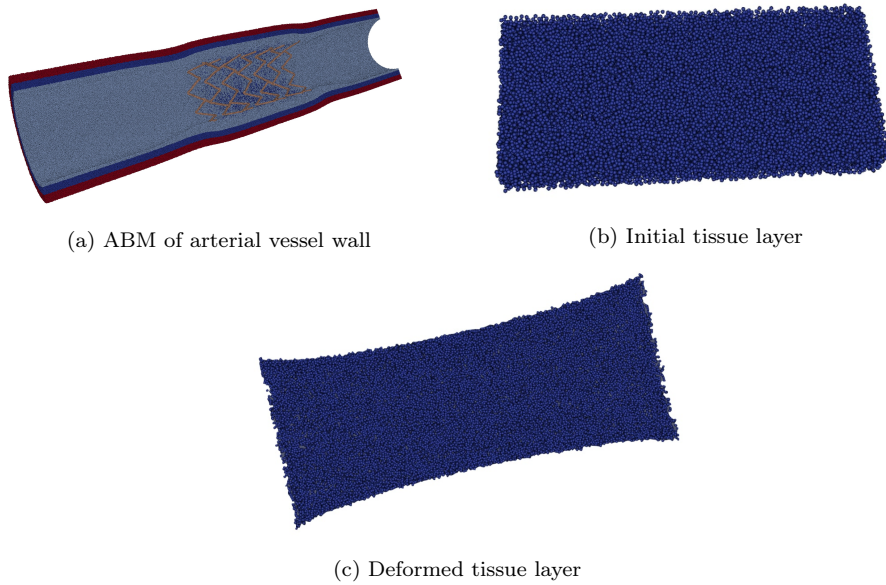 (a) ABM of arterial vessel wall
(b) Initial tissue layer
(c) Deformed tissue layer